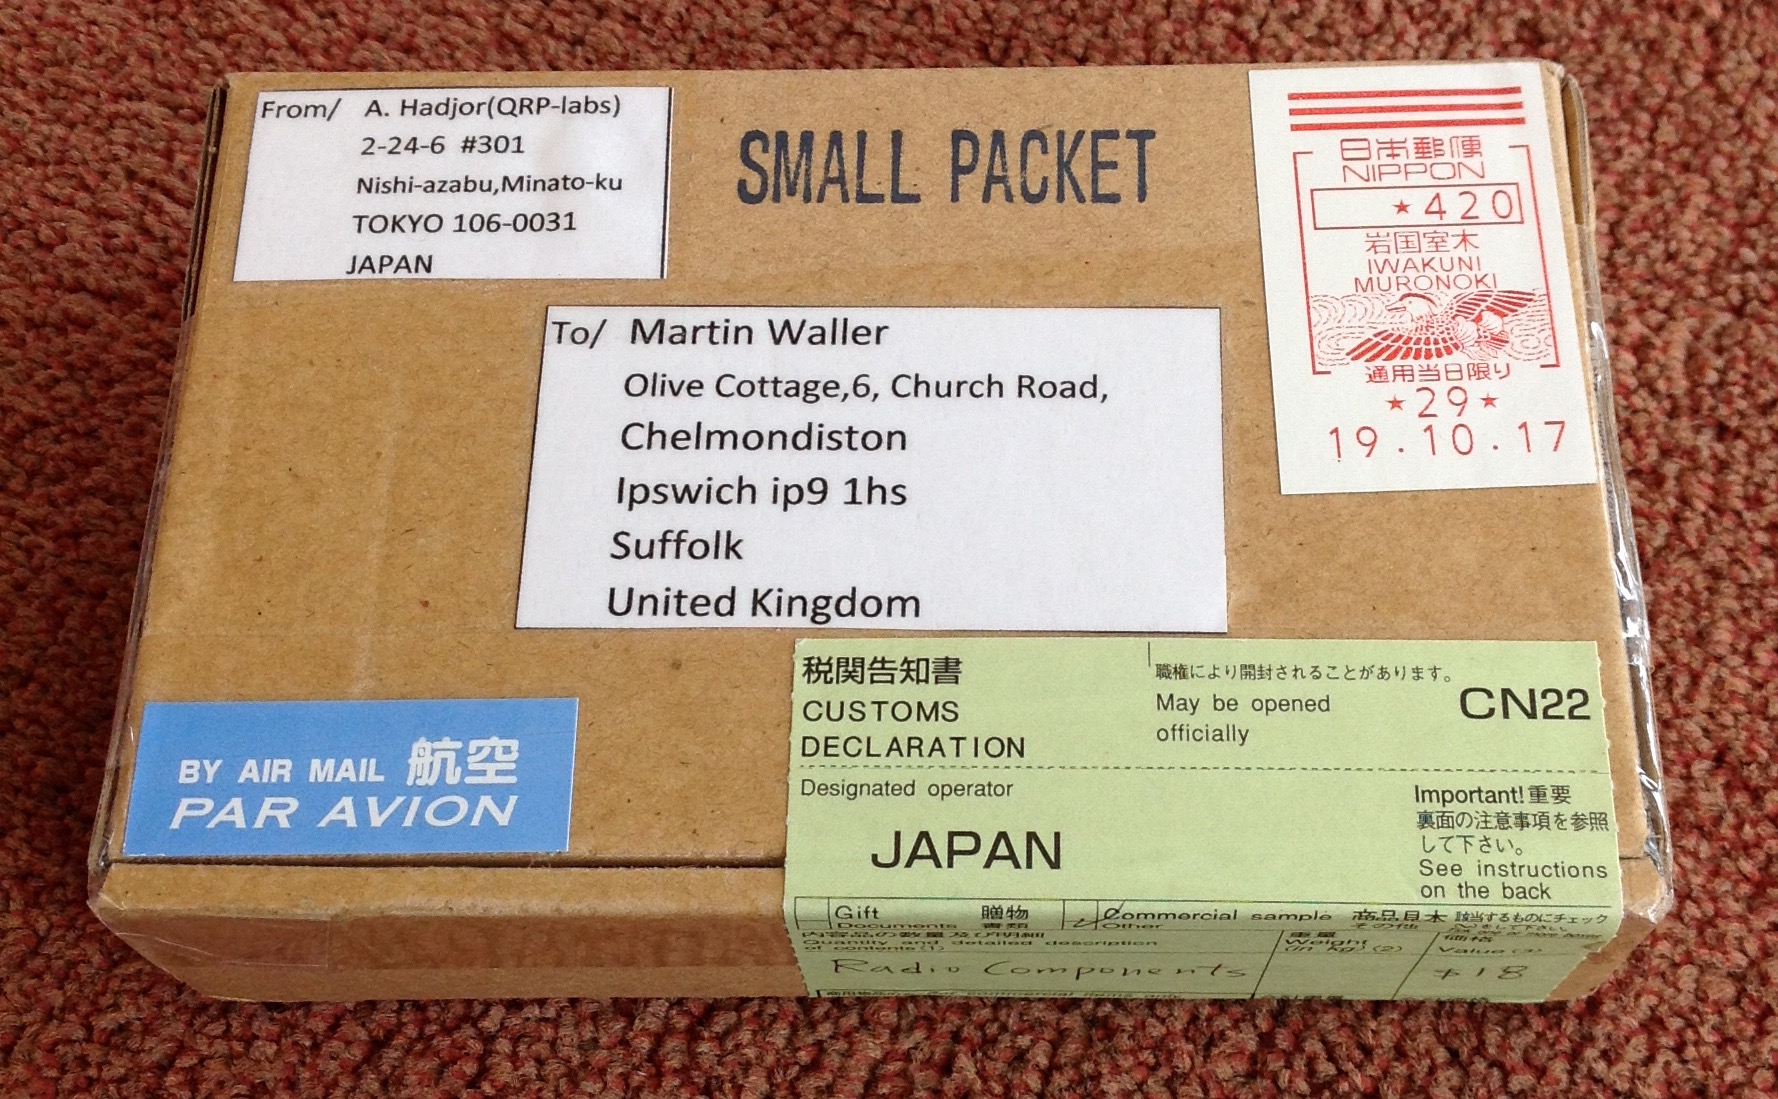 From/ A. Hadjor(QRP-labs)
2-24-6 #301
Nishi-azabu,Minato-ku
TOKYO 106-0031
JAPAN
SMALL PACKET
日本郵便
NIPPON
★420
岩国室木
IWAKUNI
MURONOKI
通用当日限り
★29★
19.10.17
To/ Martin Waller
Olive Cottage,6, Church Road,
Chelmondiston
Ipswich ip9 1hs
Suffolk
United Kingdom
BY AIR MAIL 航空
PAR AVION
税関告知書
CUSTOMS
DECLARATION
職権により開封されることがあります。
May be opened
officially
CN22
Designated operator
JAPAN
Important!重要
裏面の注意事項を参照
して下さい。
See instructions
on the back
Gift 贈物 Commercial sample 商品見本 該当するものにチェック
Documents 書類 Other その他 をして下さい。
内容品の数量及び明細 重量 価格
Quantity and detailed description Weight
of contents(1) (in kg)(2) Value(3)
Radio Components $18